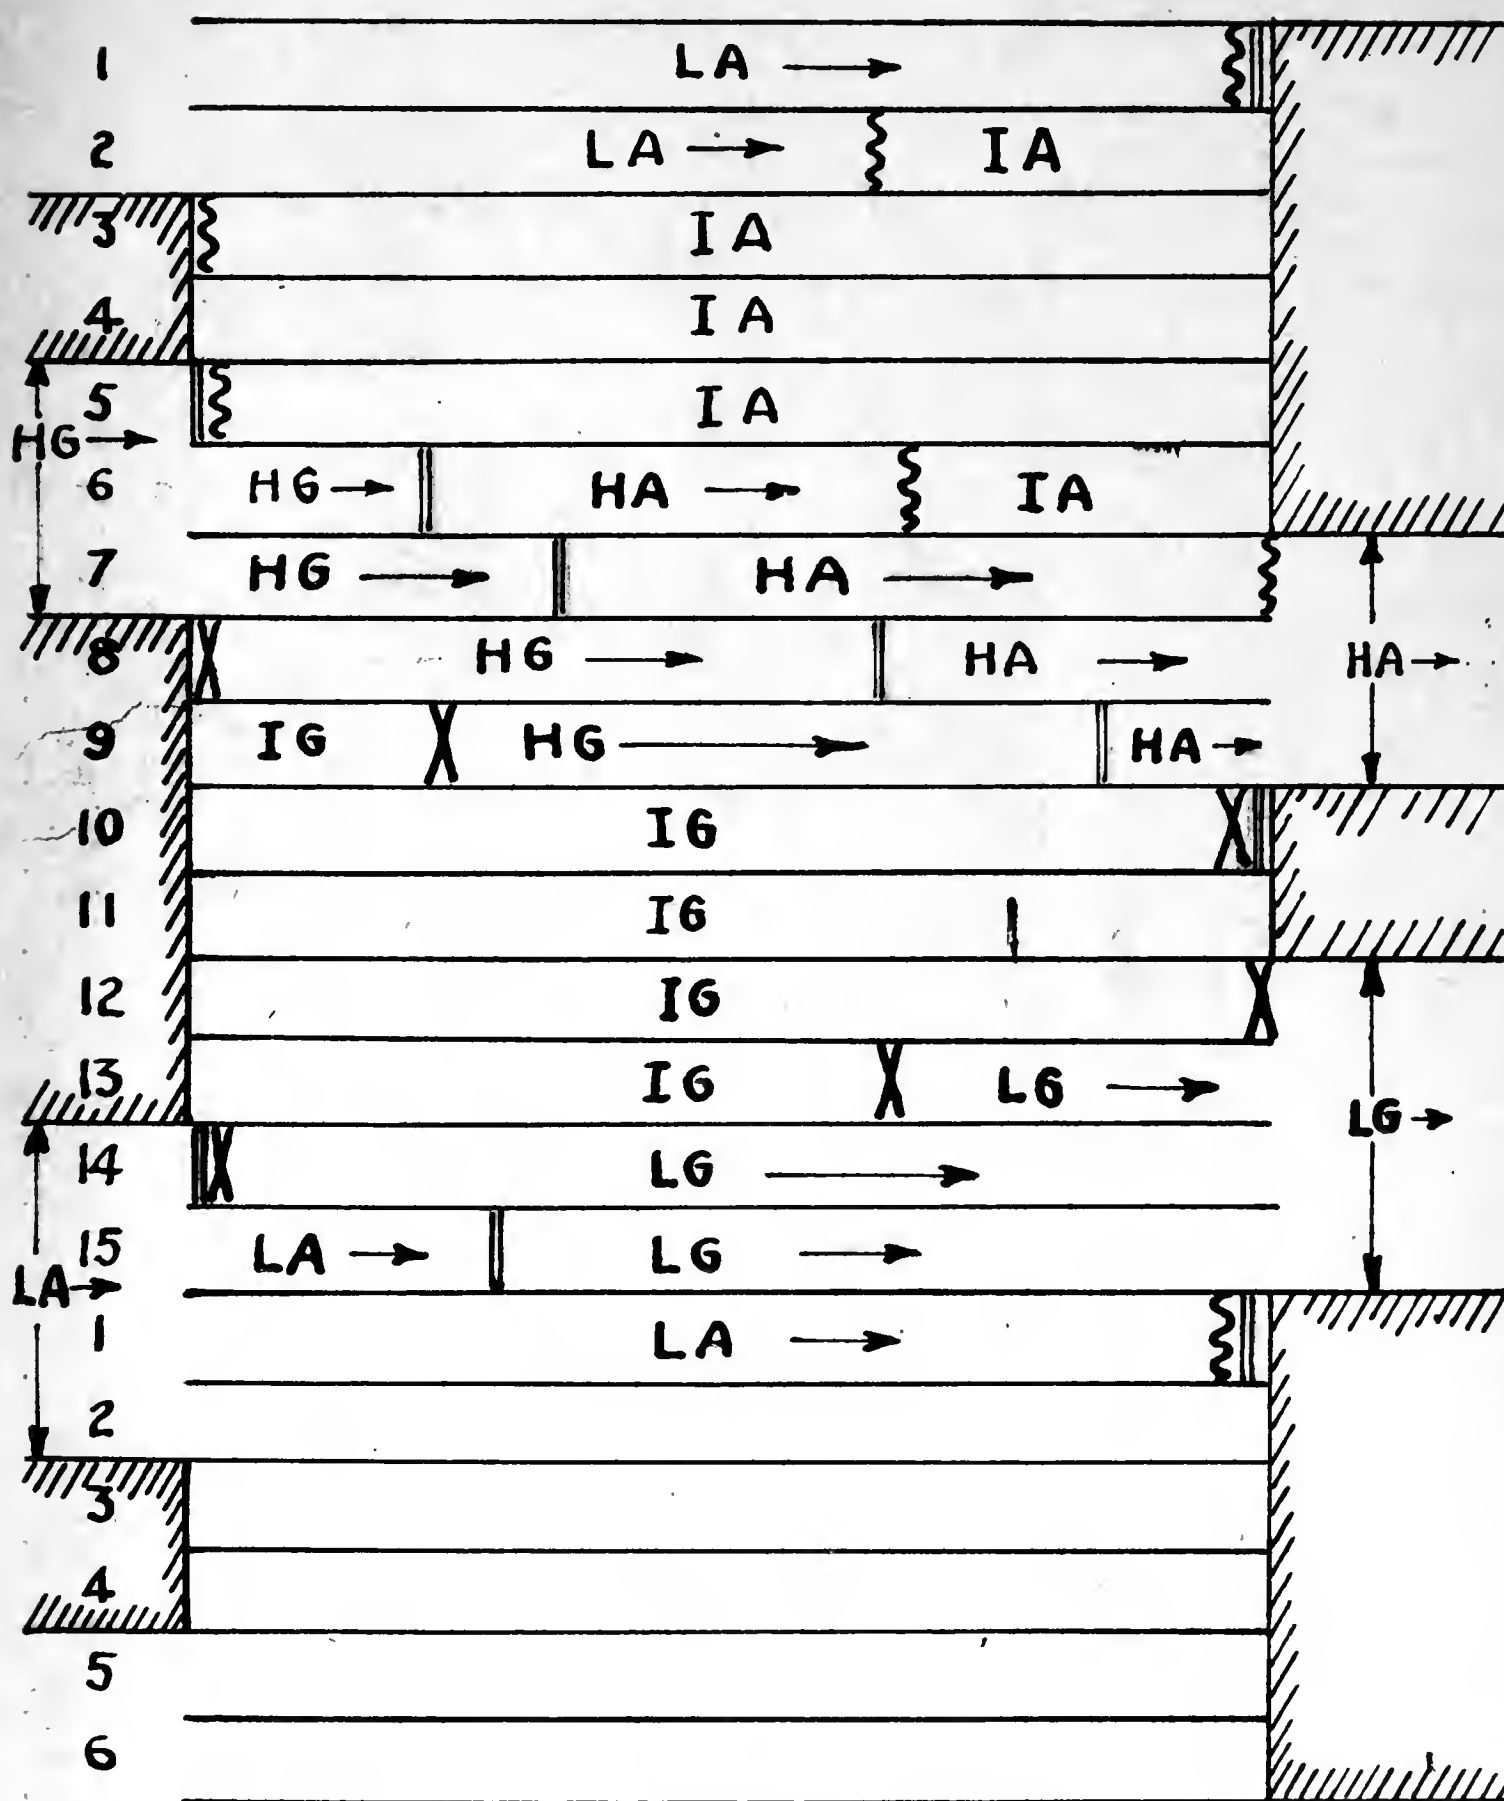 1 LA
2 LA IA
3 IA
4 IA
5 IA
HG
6 HG HA IA
7 HG HA
8 HG HA HA
9 IG HG HA
10 IG
11 IG
12 IG
13 IG LG
LG
14 LG
15 LA LG
LA
1 LA
2
3
4
5
6